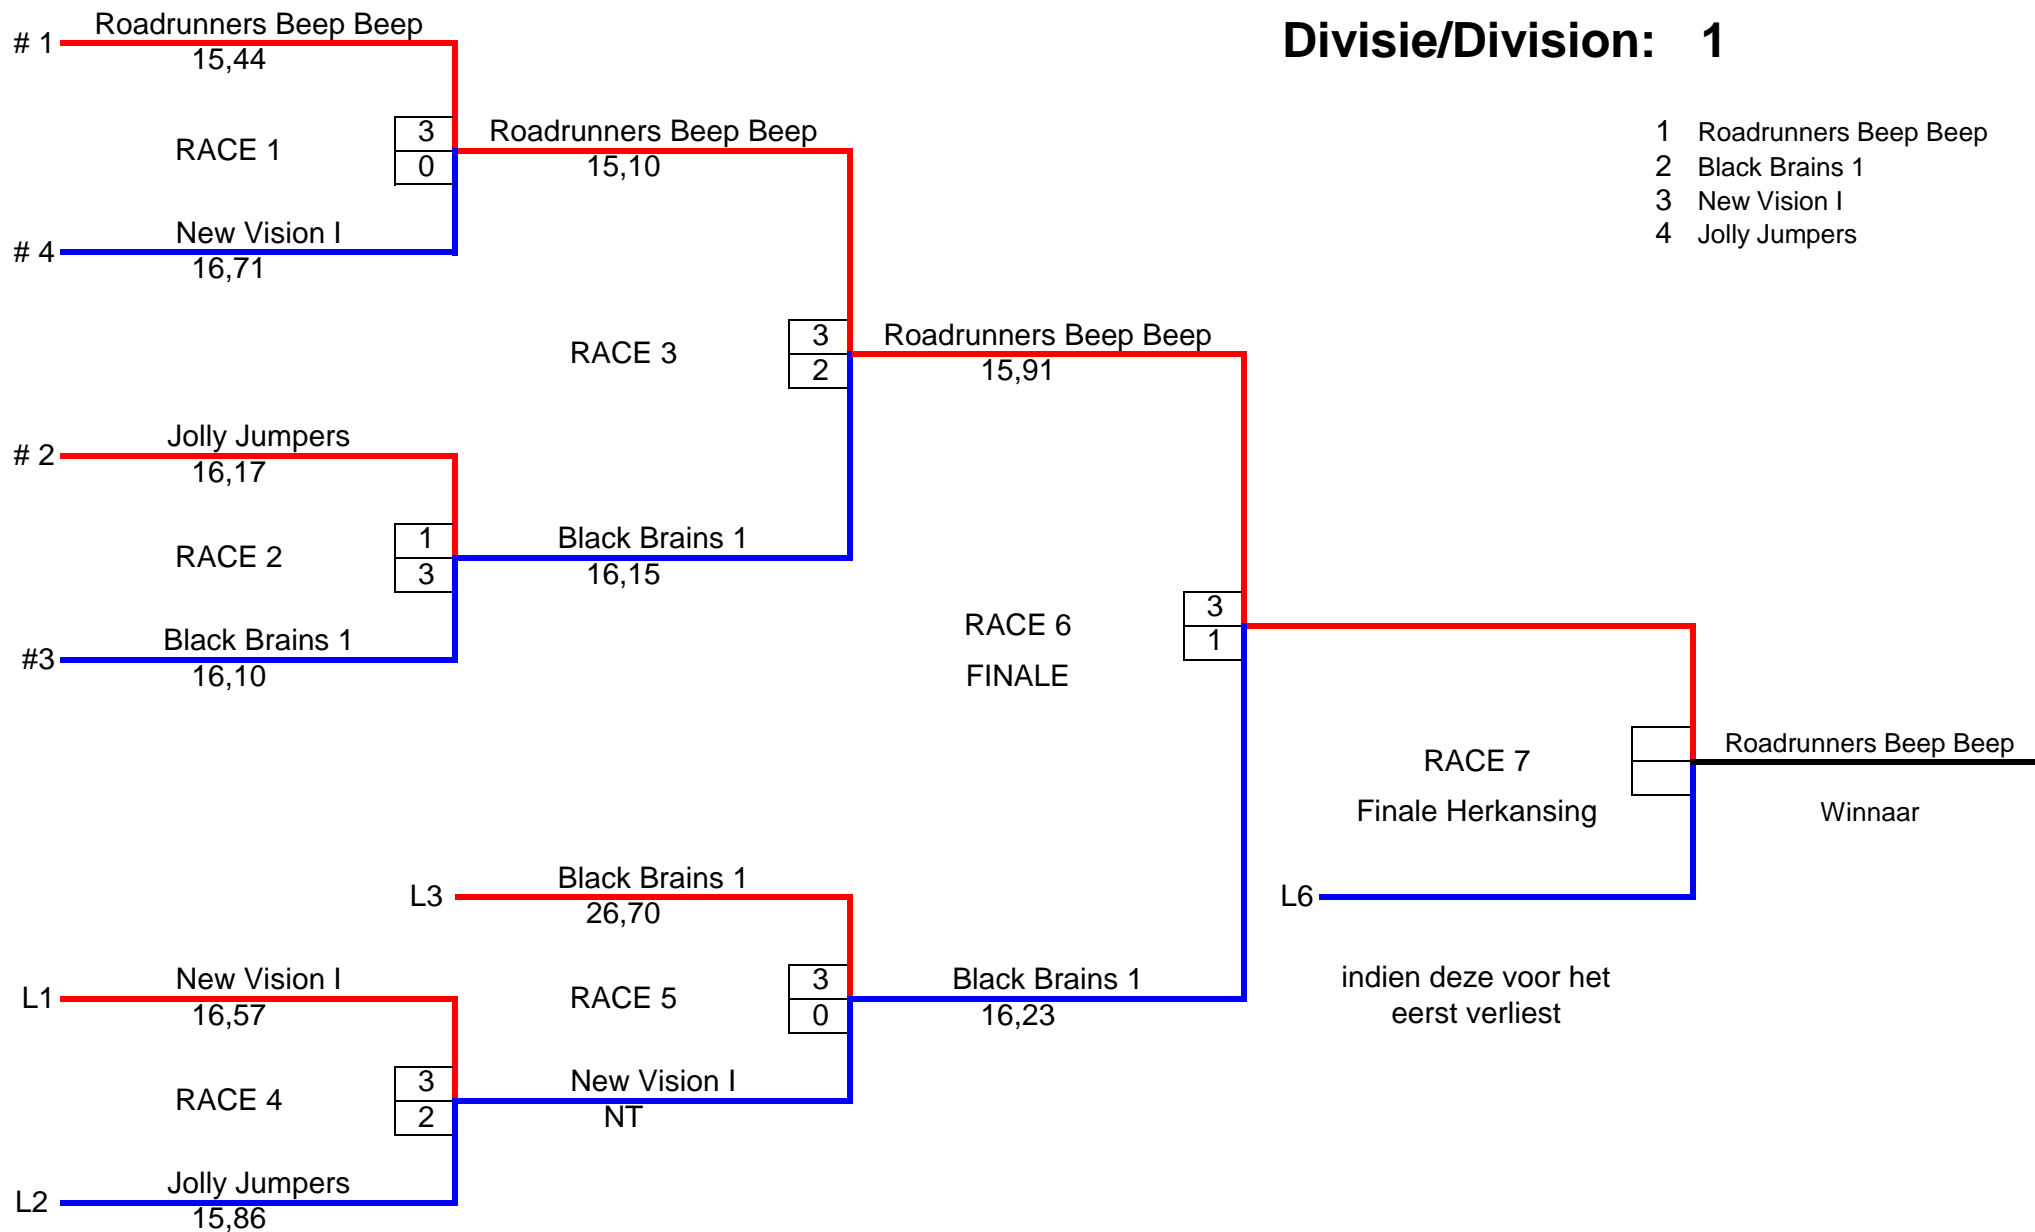 Divisie/Division: 1
1 Roadrunners Beep Beep
2 Black Brains 1
3 New Vision I
4 Jolly Jumpers
# 1
Roadrunners Beep Beep
15,44
RACE 1
3
0
# 4
New Vision I
16,71
Roadrunners Beep Beep
15,10
# 2
Jolly Jumpers
16,17
RACE 2
1
3
#3
Black Brains 1
16,10
Black Brains 1
16,15
RACE 3
3
2
Roadrunners Beep Beep
15,91
L1
New Vision I
16,57
RACE 4
3
2
L2
Jolly Jumpers
15,86
L3
Black Brains 1
26,70
RACE 5
3
0
New Vision I
NT
Black Brains 1
16,23
RACE 6
FINALE
3
1
RACE 7
Finale Herkansing
Roadrunners Beep Beep
Winnaar
L6
indien deze voor het
eerst verliest